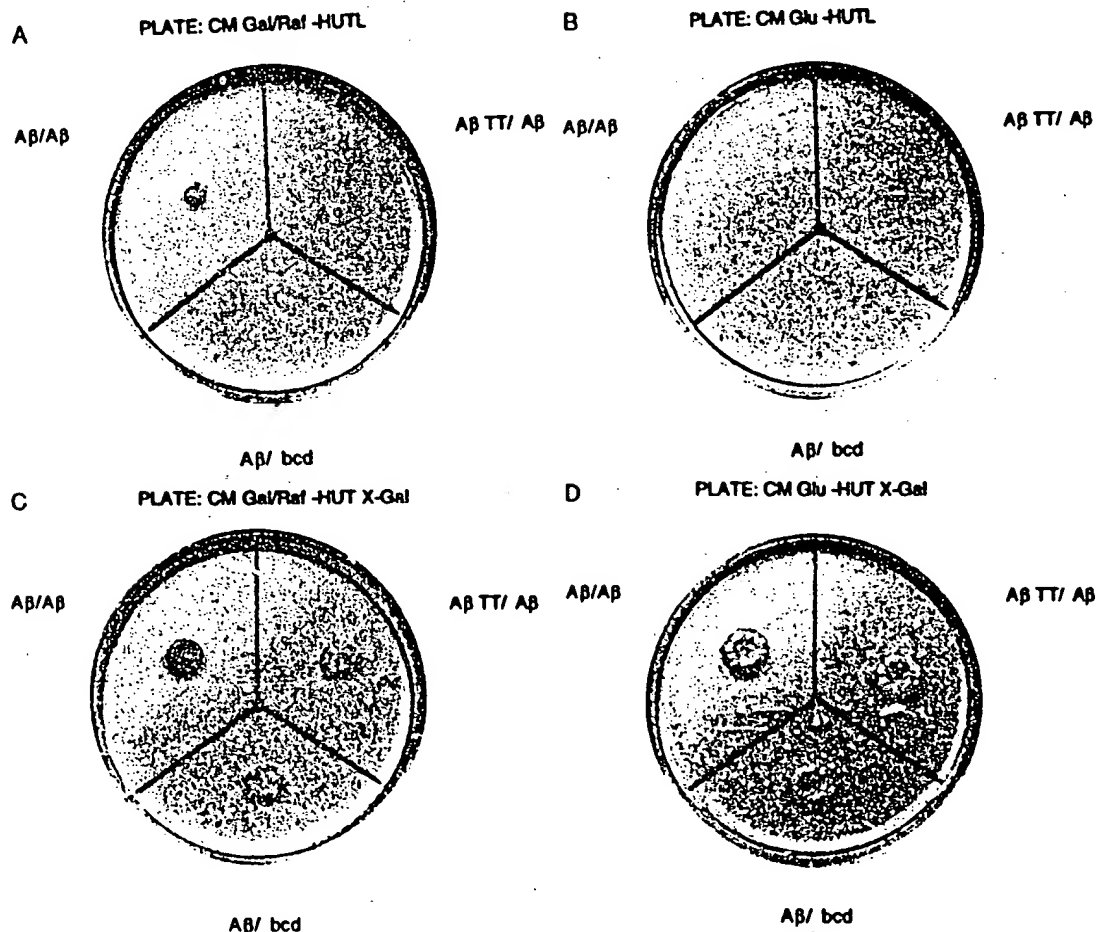 A
PLATE: CM Gal/Raf -HUTL
Aβ/Aβ
Aβ TT/ Aβ
Aβ/ bcd
B
PLATE: CM Glu -HUTL
Aβ/Aβ
Aβ TT/ Aβ
Aβ/ bcd
C
PLATE: CM Gal/Raf -HUT X-Gal
Aβ/Aβ
Aβ TT/ Aβ
Aβ/ bcd
D
PLATE: CM Glu -HUT X-Gal
Aβ/Aβ
Aβ TT/ Aβ
Aβ/ bcd